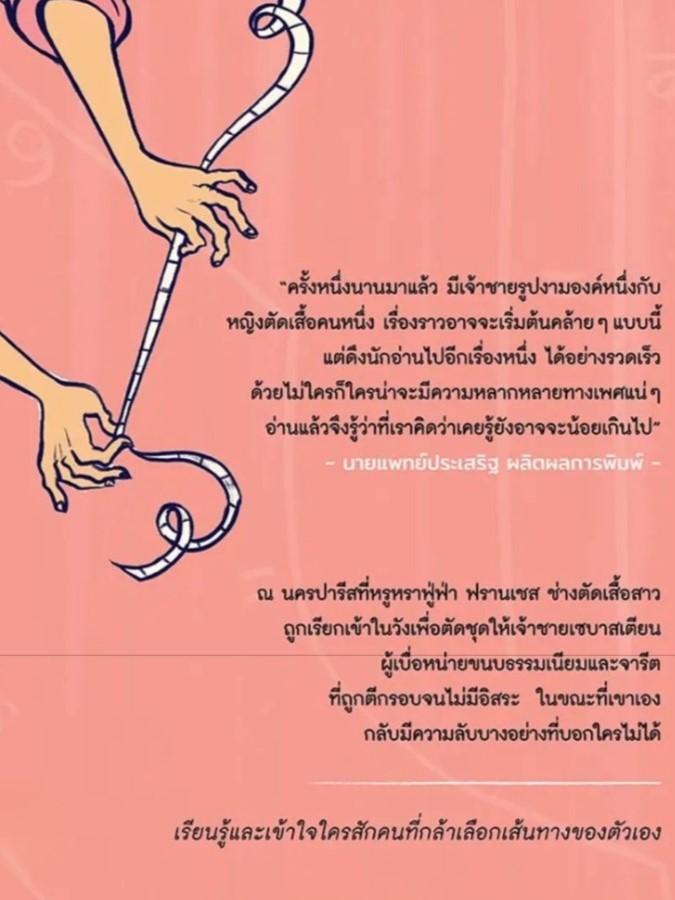 "ครั้งหนึ่งนานมาแล้ว มีเจ้าชายรูปงามองค์หนึ่งกับ
หญิงตัดเสื้อคนหนึ่ง เรื่องราวอาจจะเริ่มต้นคล้าย ๆ แบบนี้
แต่ดึงนักอ่านไปอีกเรื่องหนึ่ง ได้อย่างรวดเร็ว
ด้วยไม่ใครก็ใครน่าจะมีความหลากหลายทางเพศแน่ ๆ
อ่านแล้วจึงรู้ว่าที่เราคิดว่าเคยรู้ยังอาจจะน้อยเกินไป"
- นายแพทย์ประเสริฐ ผลิตผลการพิมพ์ -
ณ นครปารีสที่หรูหราฟู่ฟ่า ฟรานเซส ช่างตัดเสื้อสาว
ถูกเรียกเข้าในวังเพื่อตัดชุดให้เจ้าชายเซบาสเตียน
ผู้เบื่อหน่ายขนบธรรมเนียมและจารีต
ที่ถูกตีกรอบจนไม่มีอิสระ ในขณะที่เขาเอง
กลับมีความลับบางอย่างที่บอกใครไม่ได้
เรียนรู้และเข้าใจใครสักคนที่กล้าเลือกเส้นทางของตัวเอง